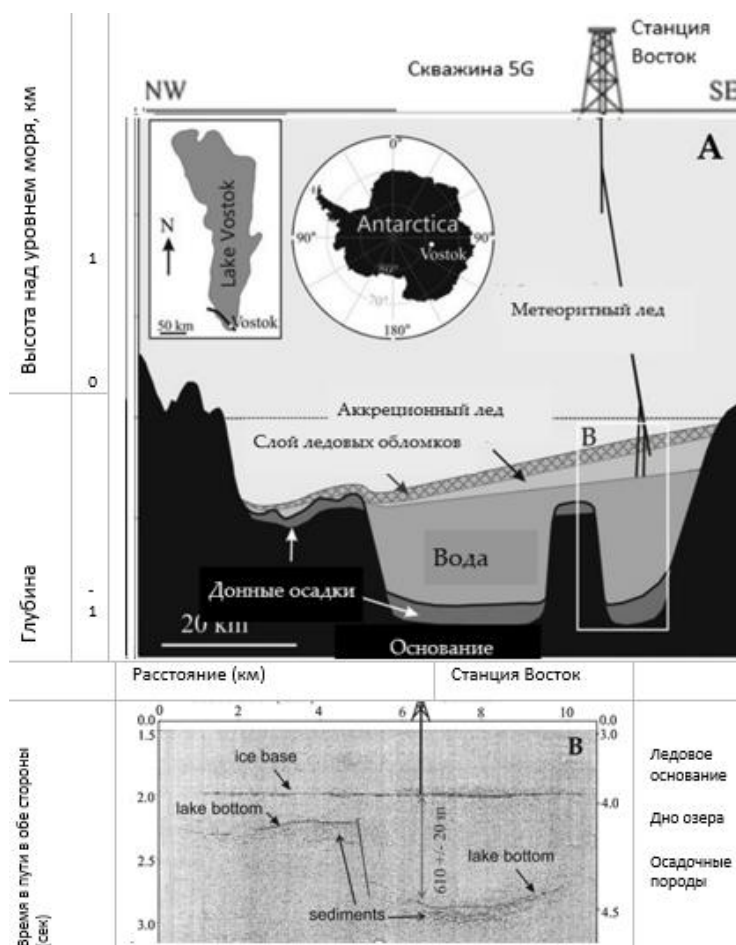 Станция
Восток
Скважина 5G
NW
SE
Высота над уровнем моря, км
1
0
A
N
Lake Vostok
50 km
Vostok
0°
90°
Antarctica
Vostok
90°
80°
70°
180°
Метеоритный лед
Аккреционный лед
Слой ледовых обломков
B
Вода
Донные осадки
20 km
Основание
Глубина
-
1
Расстояние (км)
Станция Восток
0
2
4
6
8
10
0.0
1.5
2.0
2.5
3.0
0.0
3.0
4.0
4.5
B
ice base
lake bottom
610 +/- 20 m
lake bottom
sediments
Время в пути в обе стороны
(сек)
Ледовое
основание
Дно озера
Осадочные
породы